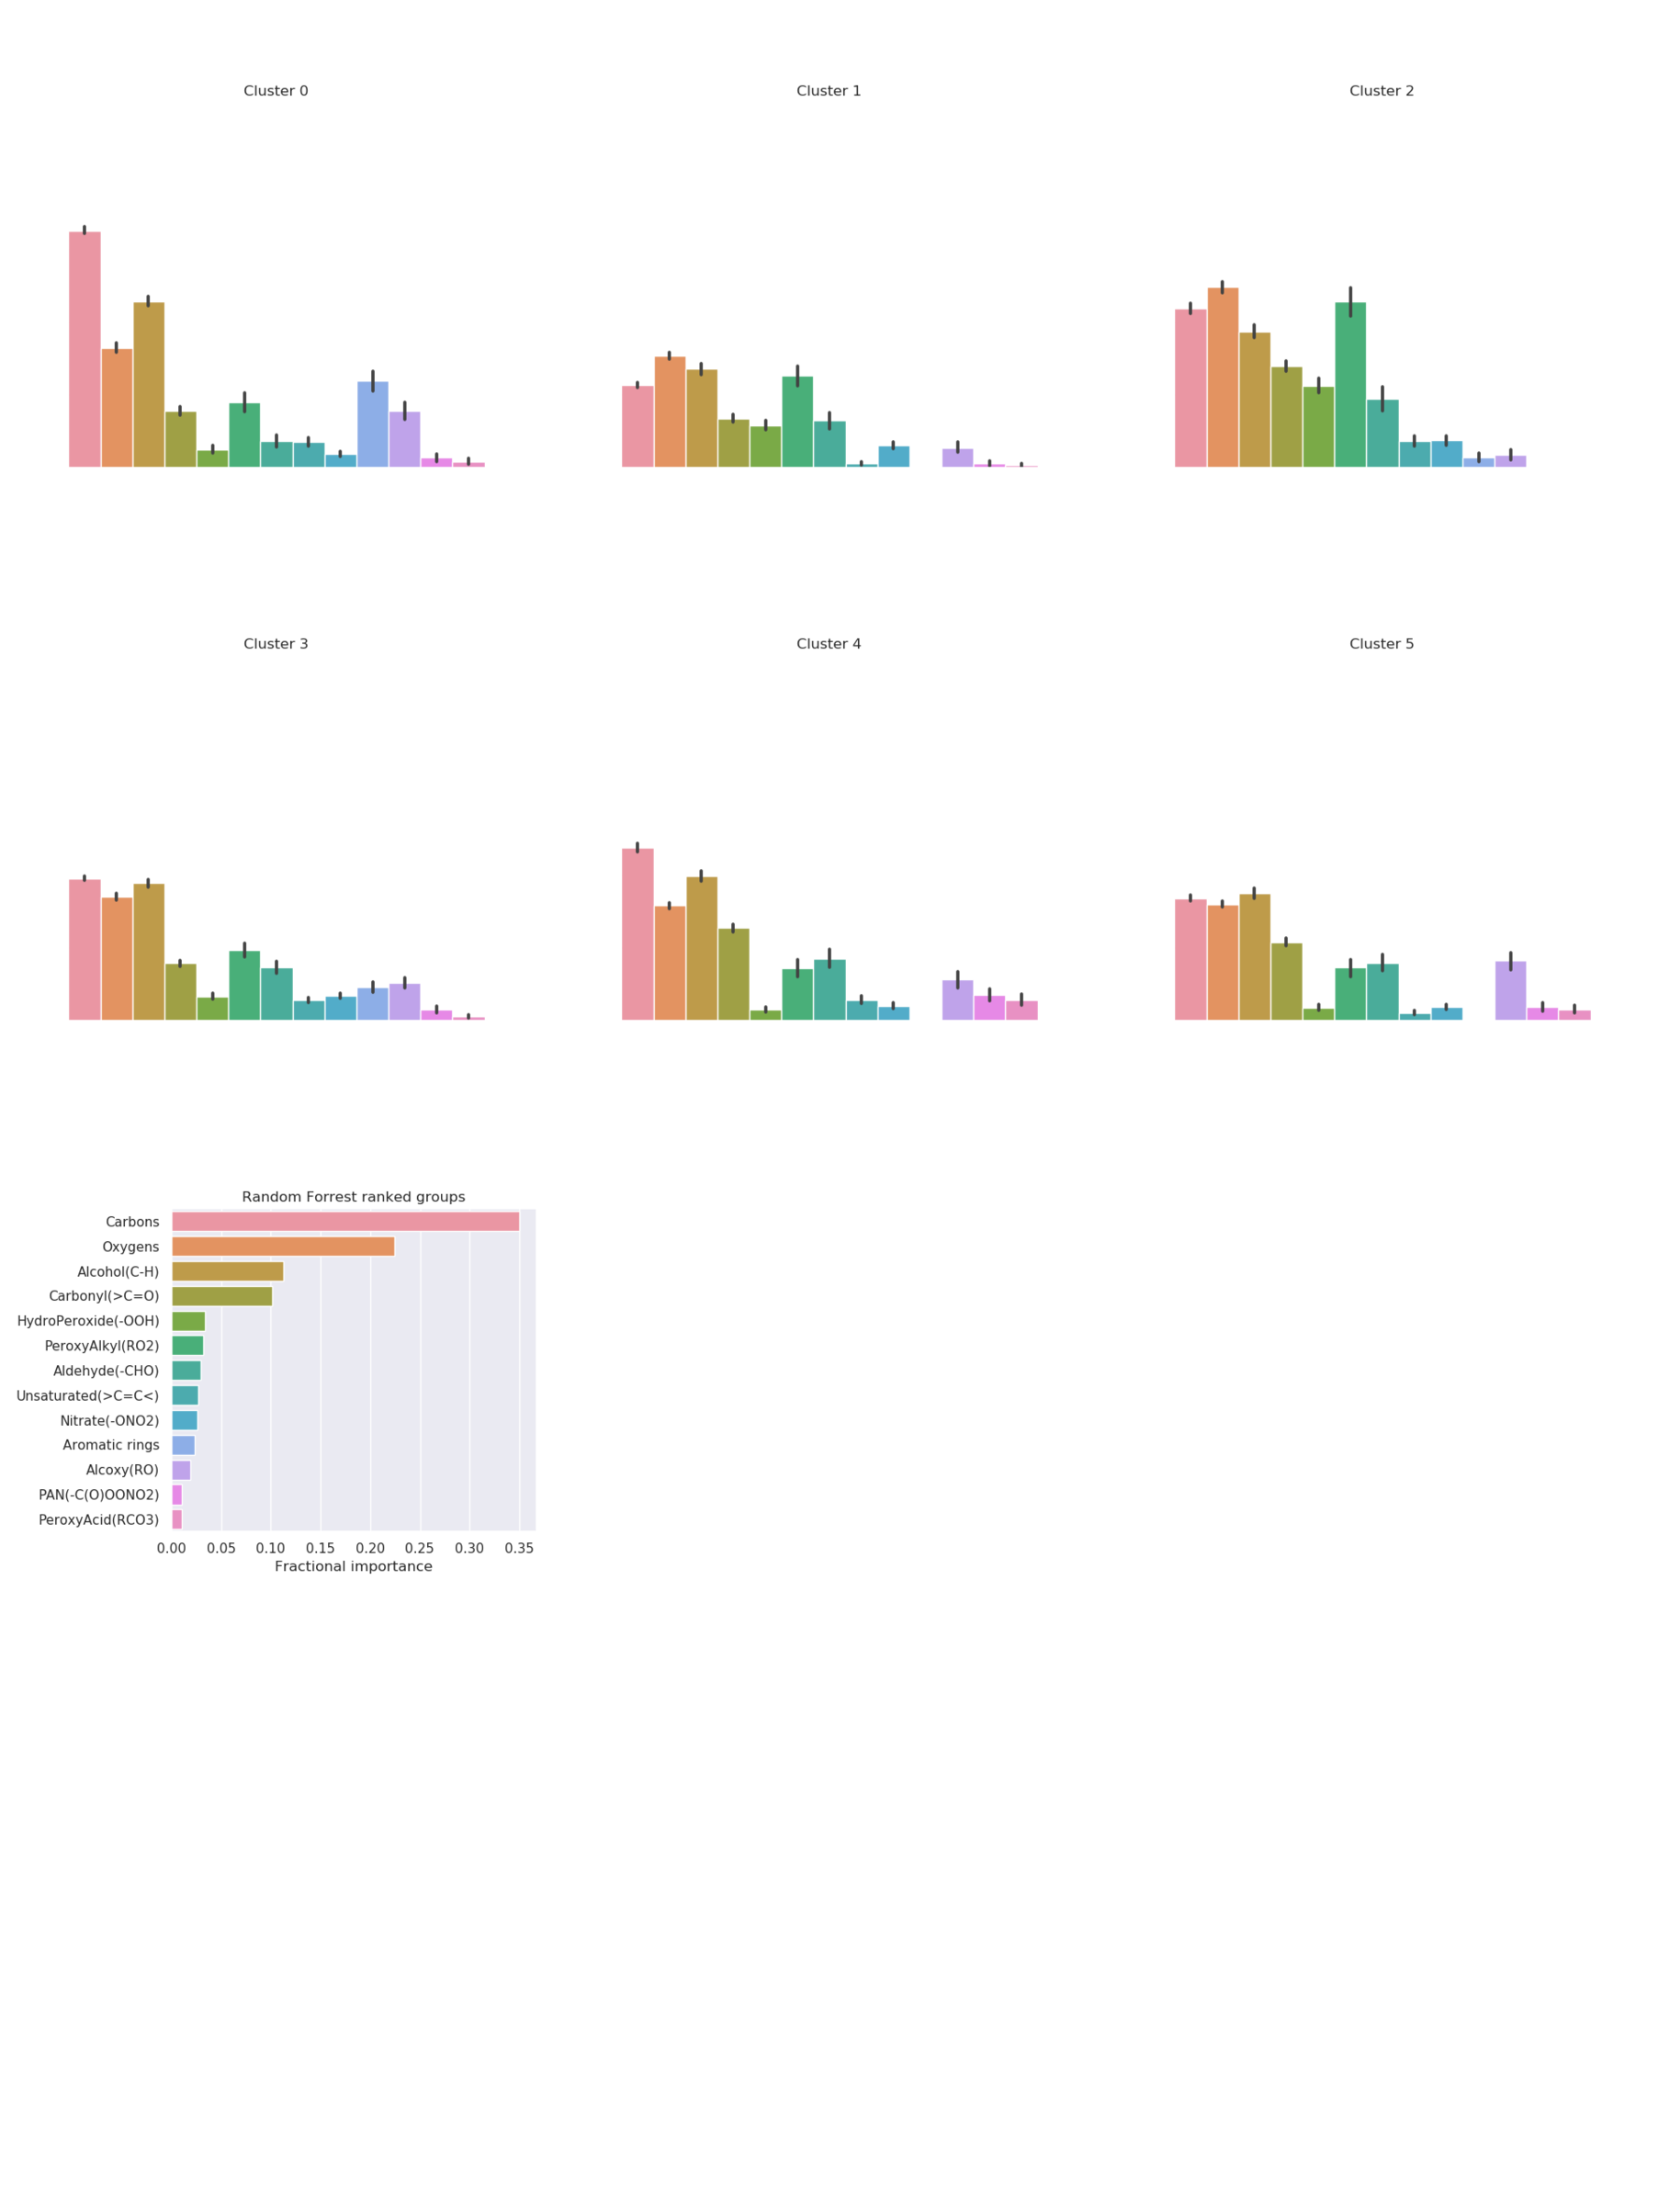 Cluster 0
Cluster 1
Cluster 2
Cluster 3
Cluster 4
Cluster 5
Random Forrest ranked groups
Carbons
Oxygens
Alcohol(C-H)
Carbonyl(>C=O)
HydroPeroxide(-OOH)
PeroxyAlkyl(RO2)
Aldehyde(-CHO)
Unsaturated(>C=C<)
Nitrate(-ONO2)
Aromatic rings
Alcoxy(RO)
PAN(-C(O)OONO2)
PeroxyAcid(RCO3)
0.00 0.05 0.10 0.15 0.20 0.25 0.30 0.35
Fractional importance